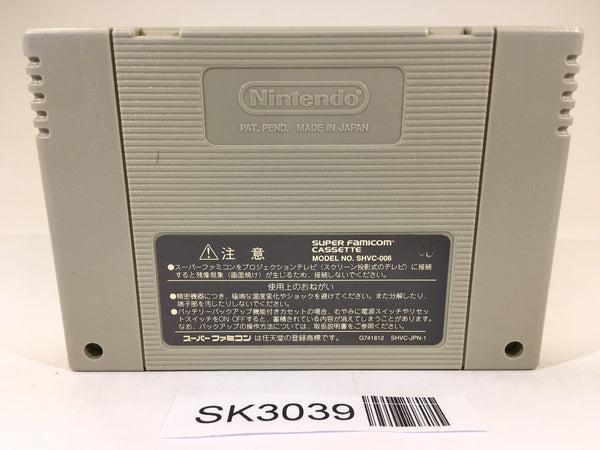 Nintendo
PAT. PEND. MADE IN JAPAN
注意
SUPER FAMICOM
CASSETTE
MODEL NO. SHVC-006
●スーパーファミコンをプロジェクションテレビ(スクリーン投影式のテレビ)に接続
すると残像現象(画面焼け)が生じるため、接続しないでください。
使用上のおねがい
●精密機器につき、極端な温度変化やショックを避けてください。また分解したり、
端子部を汚したりしないでください。
●バッテリーバックアップ機能付きカセットの場合、むやみに電源スイッチやリセ
ットスイッチをON・OFFすると、蓄積されている内容が消えてしまうことがあります。
なお、バックアップの操作方法については、取扱説明書をご参照ください。
スーパーファミコンは任天堂の登録商標です。
G741812 SHVC-JPN-1
SK3039